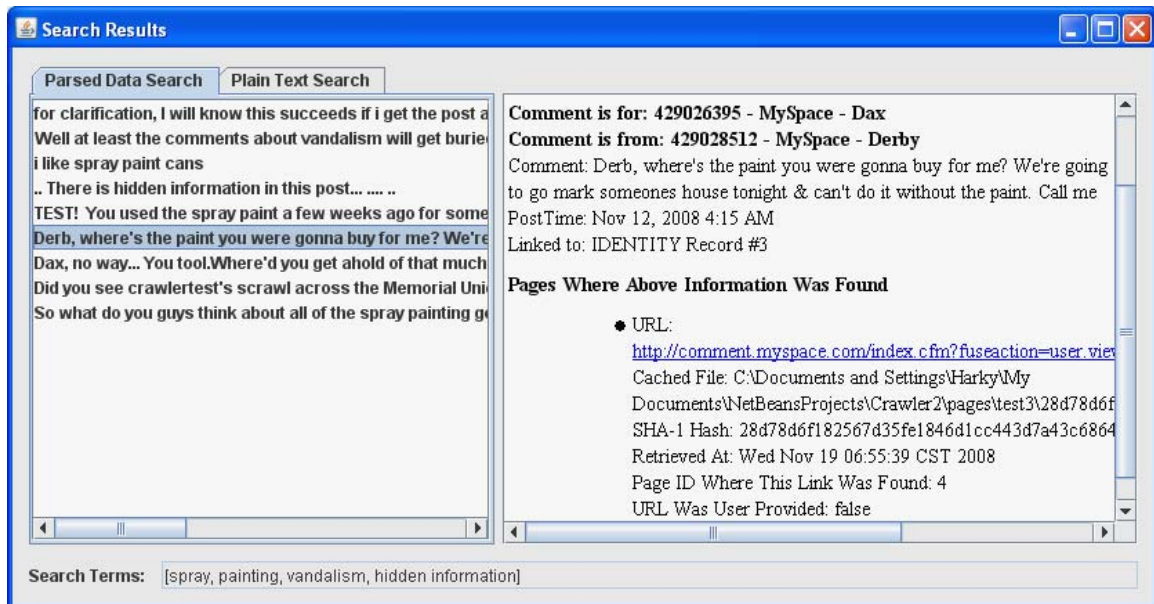 Search Results
Parsed Data Search
Plain Text Search
for clarification, I will know this succeeds if i get the post a
Well at least the comments about vandalism will get burie
i like spray paint cans
.. There is hidden information in this post... .... ..
TEST! You used the spray paint a few weeks ago for some
Derb, where's the paint you were gonna buy for me? We're
Dax, no way... You tool.Where'd you get ahold of that much
Did you see crawlertest's scrawl across the Memorial Uni
So what do you guys think about all of the spray painting g
Comment is for: 429026395 - MySpace - Dax
Comment is from: 429028512 - MySpace - Derby
Comment: Derb, where's the paint you were gonna buy for me? We're going
to go mark someones house tonight & can't do it without the paint. Call me
PostTime: Nov 12, 2008 4:15 AM
Linked to: IDENTITY Record #3
Pages Where Above Information Was Found
● URL:
http://comment.myspace.com/index.cfm?fuseaction=user.view
Cached File: C:\Documents and Settings\Harky\My
Documents\NetBeansProjects\Crawler2\pages\test3\28d78d6f
SHA-1 Hash: 28d78d6f182567d35fe1846d1cc443d7a43c6864
Retrieved At: Wed Nov 19 06:55:39 CST 2008
Page ID Where This Link Was Found: 4
URL Was User Provided: false
Search Terms: [spray, painting, vandalism, hidden information]